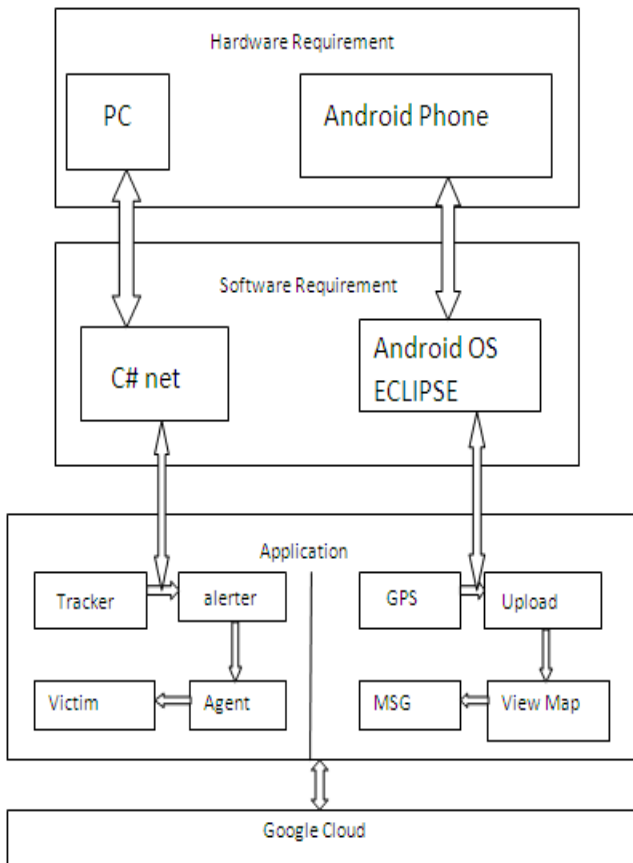 Hardware Requirement
PC
Android Phone
Software Requirement
C# net
Android OS
ECLIPSE
Application
Tracker
alerter
GPS
Upload
Victim
Agent
MSG
View Map
Google Cloud